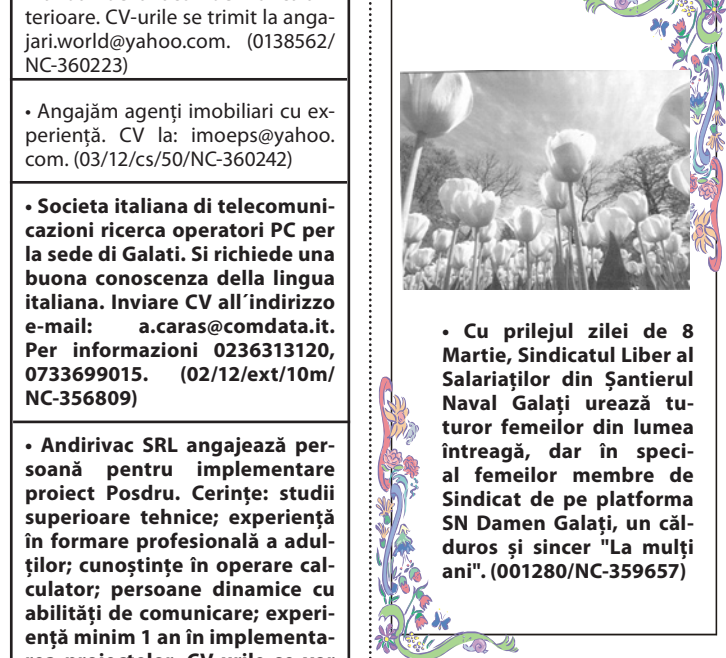 terioare. CV-urile se trimit la anga-
jari.world@yahoo.com. (0138562/
NC-360223)
• Angajăm agenți imobiliari cu ex-
periență. CV la: imoeps@yahoo.
com. (03/12/cs/50/NC-360242)
• Societa italiana di telecomuni-
cazioni ricerca operatori PC per
la sede di Galati. Si richiede una
buona conoscenza della lingua
italiana. Inviare CV all´indirizzo
e-mail: a.caras@comdata.it.
Per informazioni 0236313120,
0733699015. (02/12/ext/10m/
NC-356809)
• Andirivac SRL angajează per-
soană pentru implementare
proiect Posdru. Cerințe: studii
superioare tehnice; experiență
în formare profesională a adul-
ților; cunoștințe în operare cal-
culator; persoane dinamice cu
abilități de comunicare; experi-
ență minim 1 an în implementa-
rea proiectelor. CV-urile se vor
• Cu prilejul zilei de 8
Martie, Sindicatul Liber al
Salariaților din Șantierul
Naval Galați urează tu-
turor femeilor din lumea
întreagă, dar în speci-
al femeilor membre de
Sindicat de pe platforma
SN Damen Galați, un căl-
duros și sincer "La mulți
ani". (001280/NC-359657)